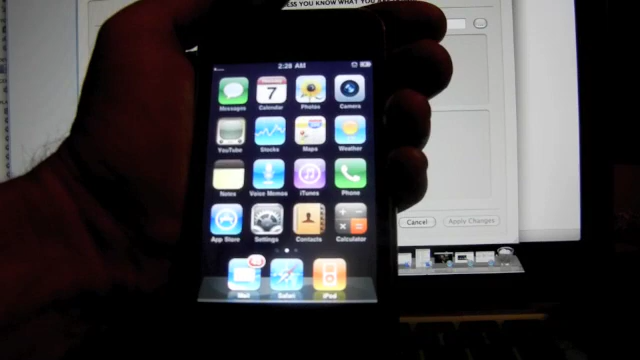 ESS YOU KNOW WHAT YOU
2:28 AM
Messages Calendar Photos Camera
7
YouTube Stocks Maps Weather
Notes Voice Memos iTunes Phone
App Store Settings Contacts Calculator
Mail Safari iPod
Cancel Apply Changes